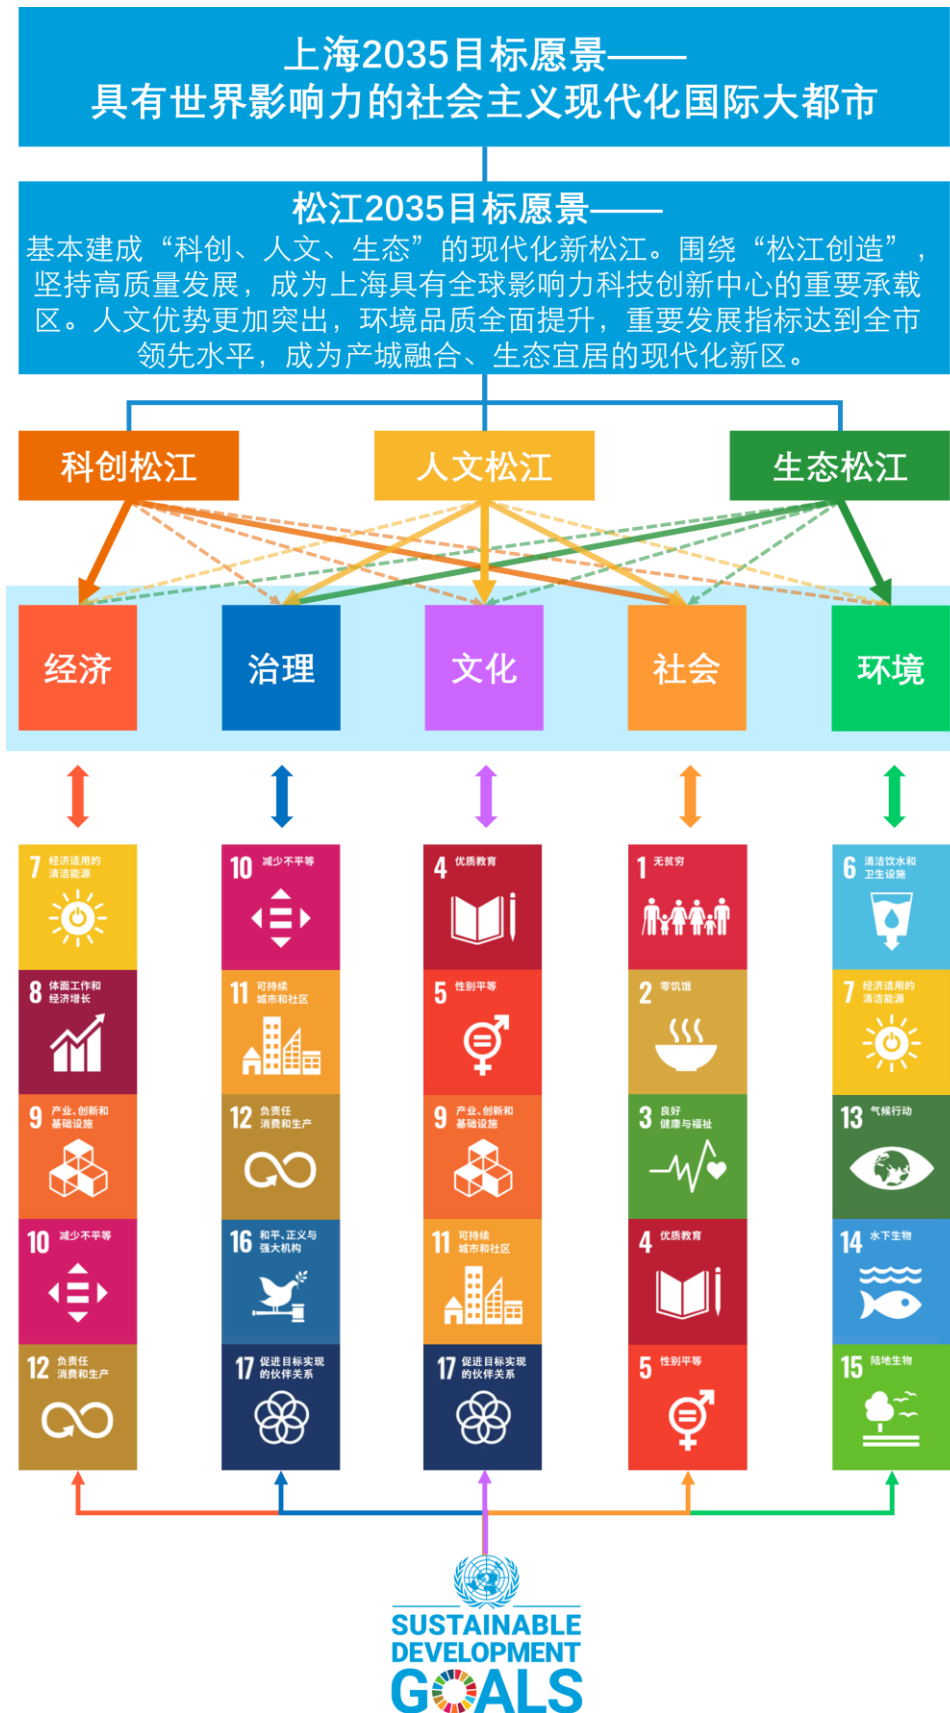 上海2035目标愿景——
具有世界影响力的社会主义现代化国际大都市
松江2035目标愿景——
基本建成“科创、人文、生态”的现代化新松江。围绕“松江创造”，
坚持高质量发展，成为上海具有全球影响力科技创新中心的重要承载
区。人文优势更加突出，环境品质全面提升，重要发展指标达到全市
领先水平，成为产城融合、生态宜居的现代化新区。
科创松江
人文松江
生态松江
经济
治理
文化
社会
环境
7 经济适用的
清洁能源
8 体面工作和
经济增长
9 产业、创新和
基础设施
10 减少不平等
12 负责任
消费和生产
10 减少不平等
11 可持续
城市和社区
12 负责任
消费和生产
16 和平、正义与
强大机构
17 促进目标实现
的伙伴关系
4 优质教育
5 性别平等
9 产业、创新和
基础设施
11 可持续
城市和社区
17 促进目标实现
的伙伴关系
1 无贫穷
2 零饥饿
3 良好
健康与福祉
4 优质教育
5 性别平等
6 清洁饮水和
卫生设施
7 经济适用的
清洁能源
13 气候行动
14 水下生物
15 陆地生物
SUSTAINABLE
DEVELOPMENT
GOALS